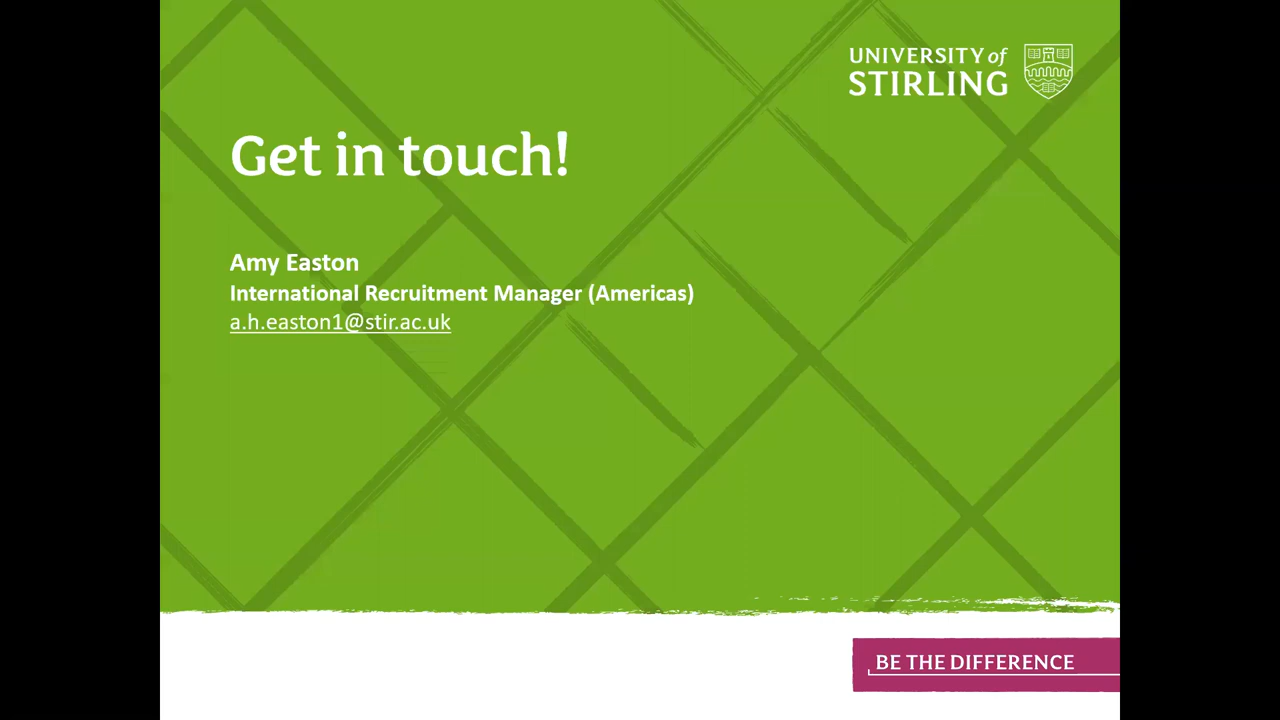 UNIVERSITY of
STIRLING
Get in touch!
Amy Easton
International Recruitment Manager (Americas)
a.h.easton1@stir.ac.uk
BE THE DIFFERENCE